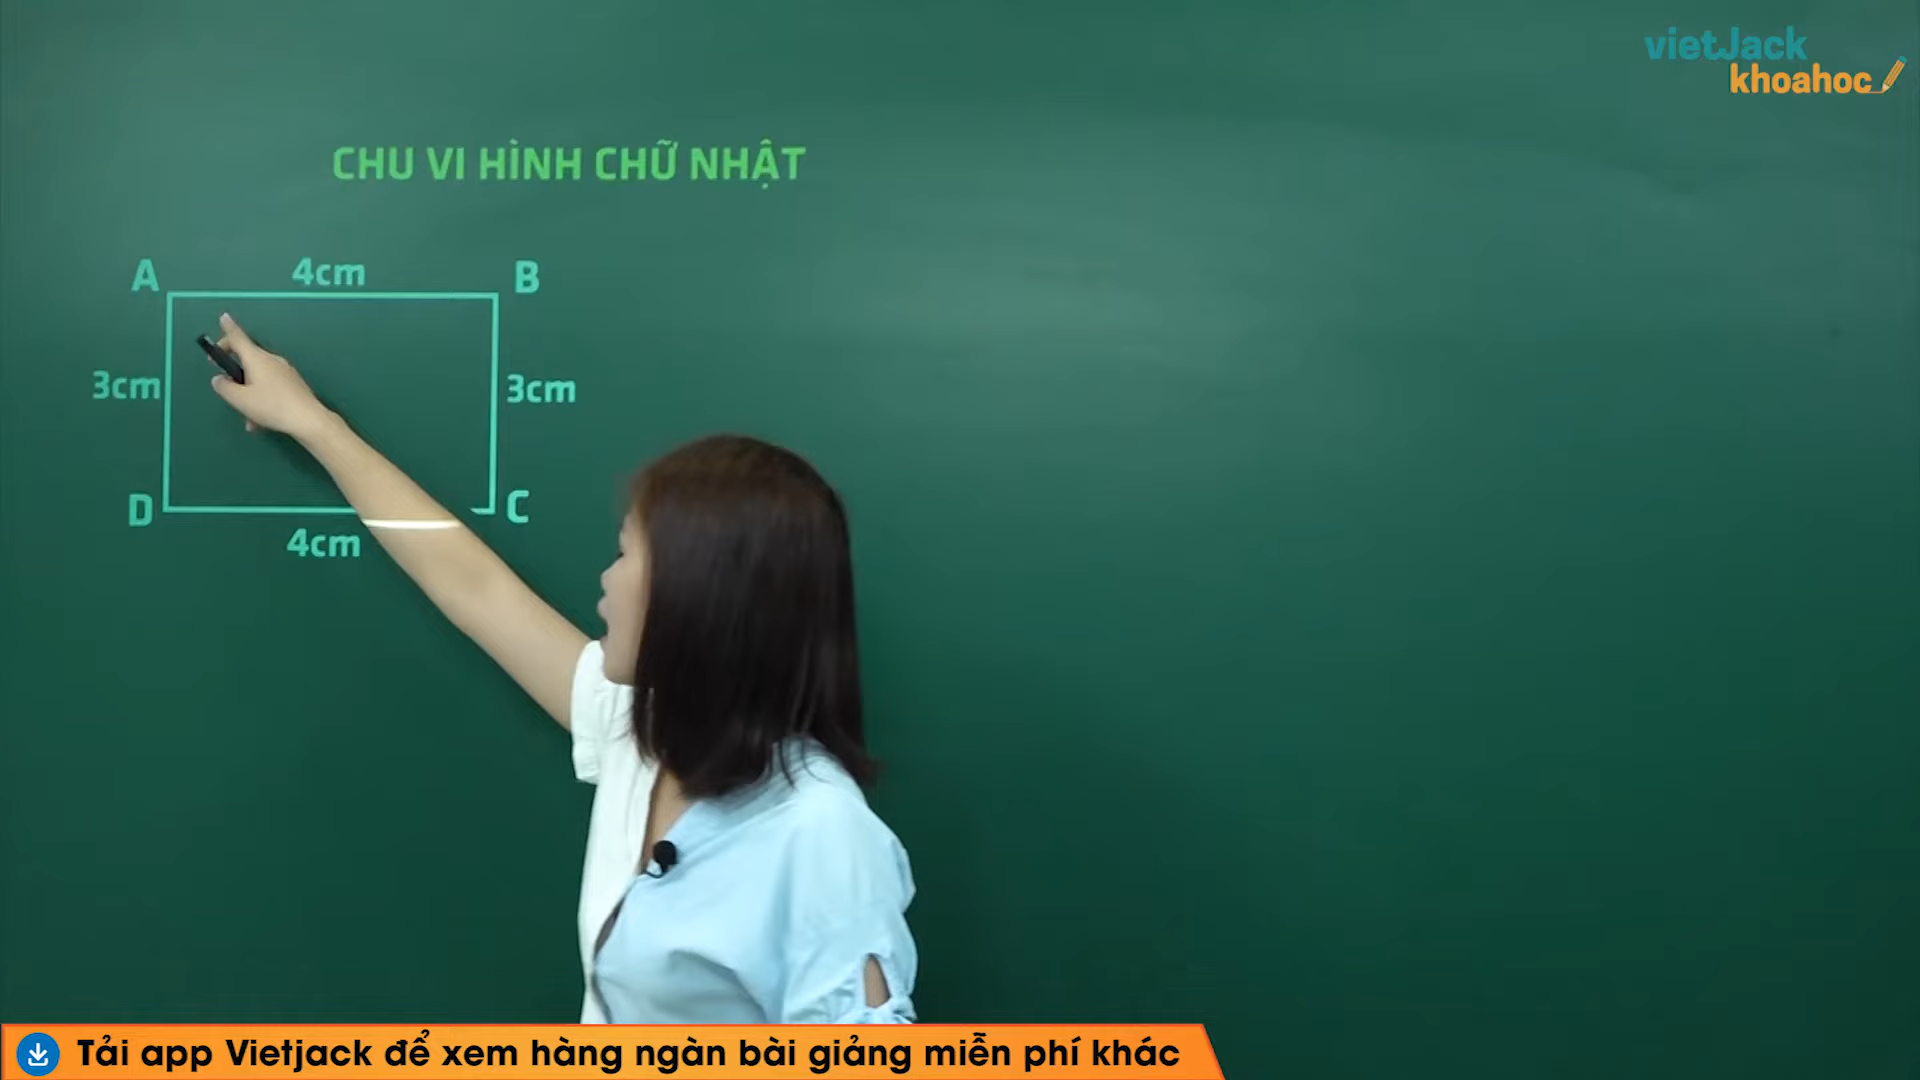 vietJack
khoahoc
CHU VI HÌNH CHỮ NHẬT
A
4cm
B
3cm
3cm
D
C
4cm
Tải app Vietjack để xem hàng ngàn bài giảng miễn phí khác